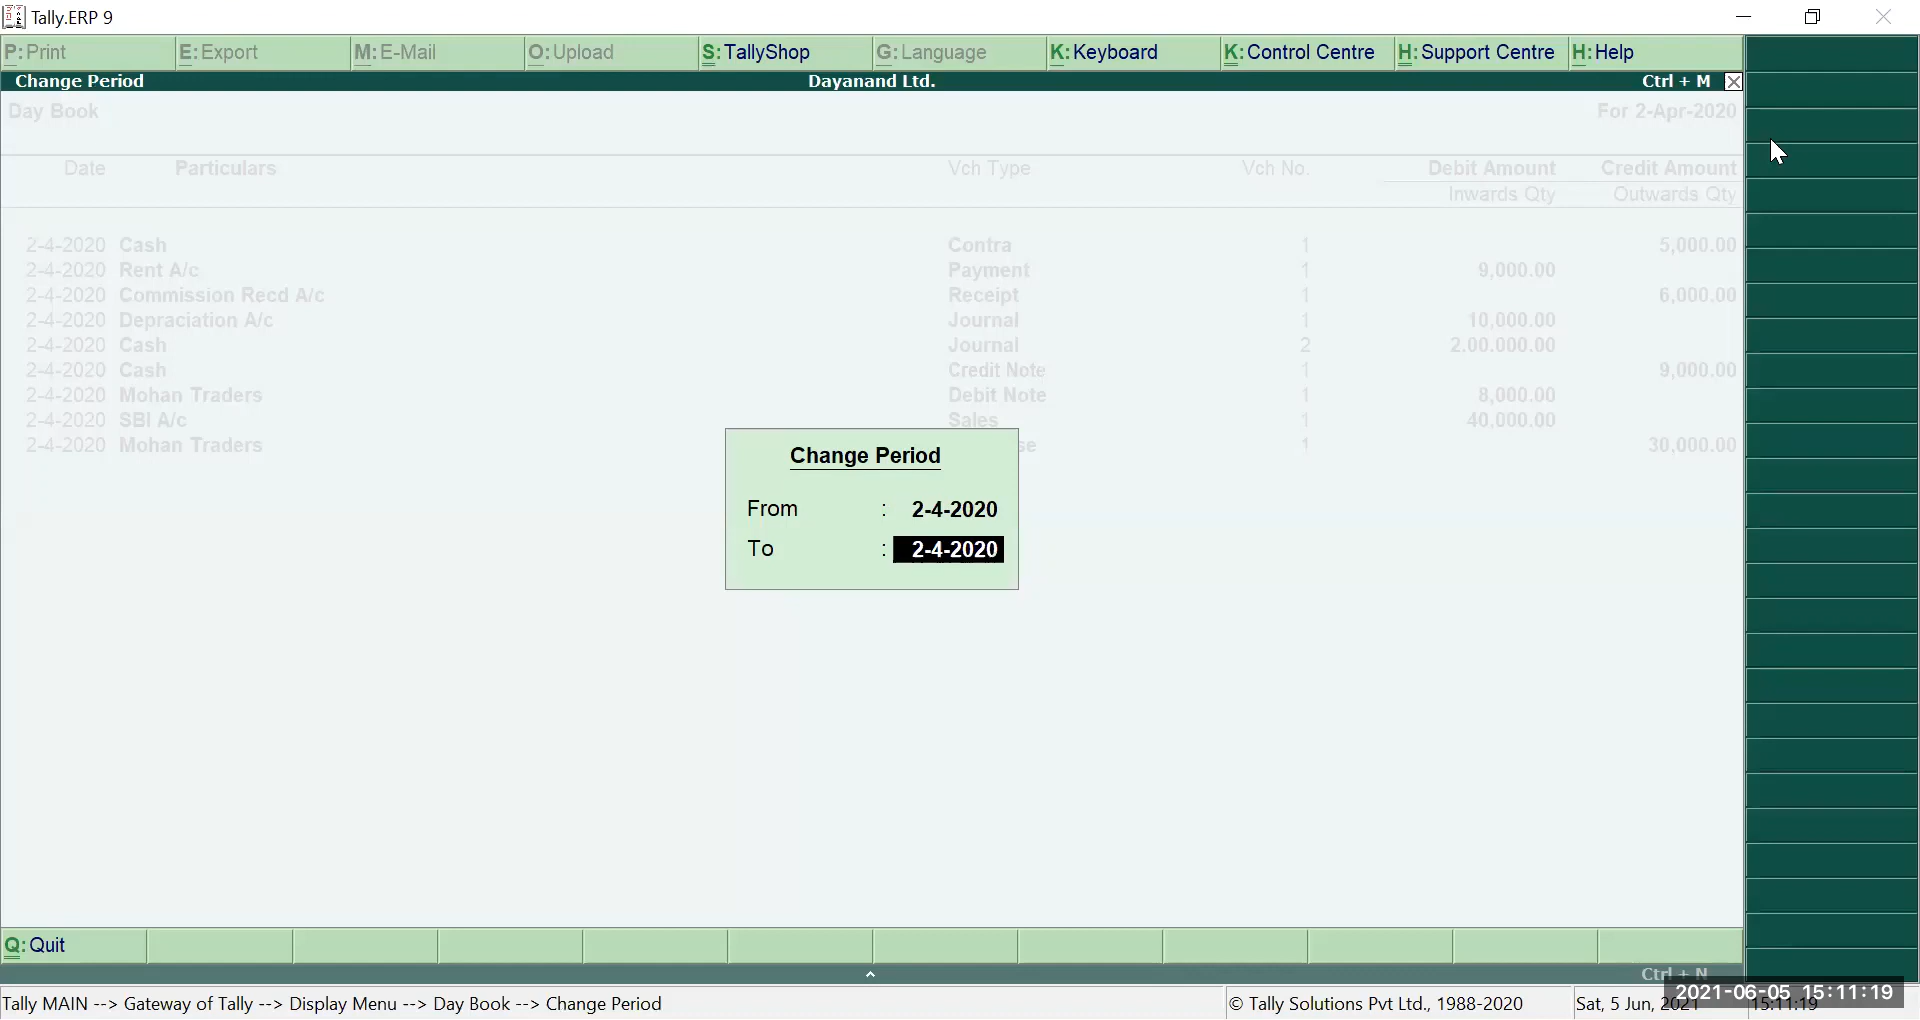 Tally.ERP 9
P: Print E: Export M: E-Mail O: Upload S: TallyShop G: Language K: Keyboard K: Control Centre H: Support Centre H: Help
Change Period Dayanand Ltd. Ctrl + M
Day Book For 2-Apr-2020
Date Particulars Vch Type Vch No. Debit Amount Credit Amount
Inwards Qty Outwards Qty
2-4-2020 Cash Contra 1 5,000.00
2-4-2020 Rent A/c Payment 1 9,000.00
2-4-2020 Commission Recd A/c Receipt 1 6,000.00
2-4-2020 Depraciation A/c Journal 1 10,000.00
2-4-2020 Cash Journal 2 2,00,000.00
2-4-2020 Cash Credit Note 1 9,000.00
2-4-2020 Mohan Traders Debit Note 1 8,000.00
2-4-2020 SBI A/c Sales 1 40,000.00
2-4-2020 Mohan Traders se 1 30,000.00
Change Period
From : 2-4-2020
To : 2-4-2020
Q: Quit
Ctrl + N
Tally MAIN --> Gateway of Tally --> Display Menu --> Day Book --> Change Period © Tally Solutions Pvt Ltd., 1988-2020 Sat, 5 Jun, 2021 15:11:19
2021-06-05 15:11:19